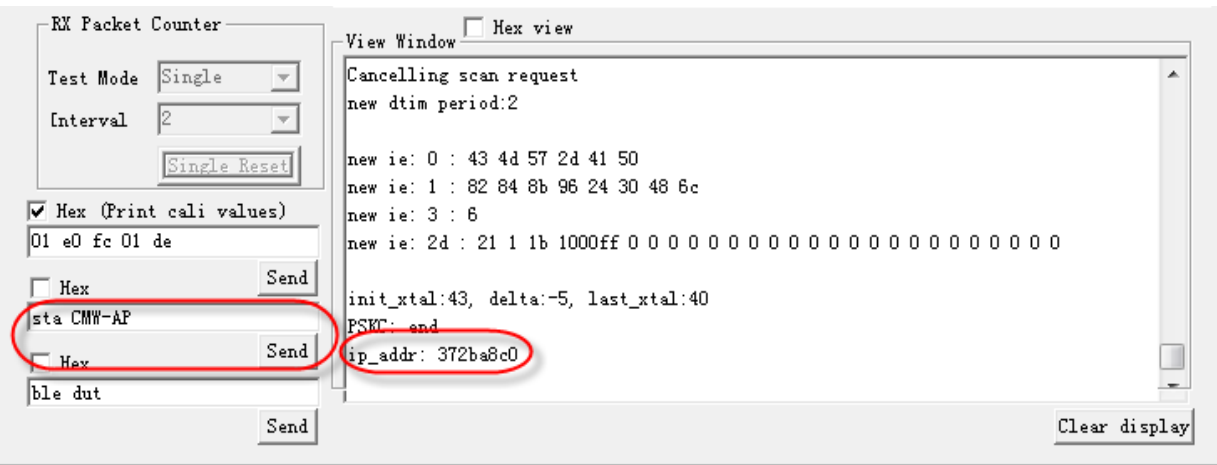 RX Packet Counter
Test Mode Single
Interval 2
Single Reset
Hex (Print cali values)
01 e0 fc 01 de
Send
Hex
sta CMW-AP
Send
Hex
ble dut
Send
Hex view
View Window
Cancelling scan request
new dtim period:2
new ie: 0 : 43 4d 57 2d 41 50
new ie: 1 : 82 84 8b 96 24 30 48 6c
new ie: 3 : 6
new ie: 2d : 21 1 1b 1000ff 0 0 0 0 0 0 0 0 0 0 0 0 0 0 0 0 0 0 0 0 0 0
init_xtal:43, delta:-5, last_xtal:40
PSKC: end
ip_addr: 372ba8c0
Clear display